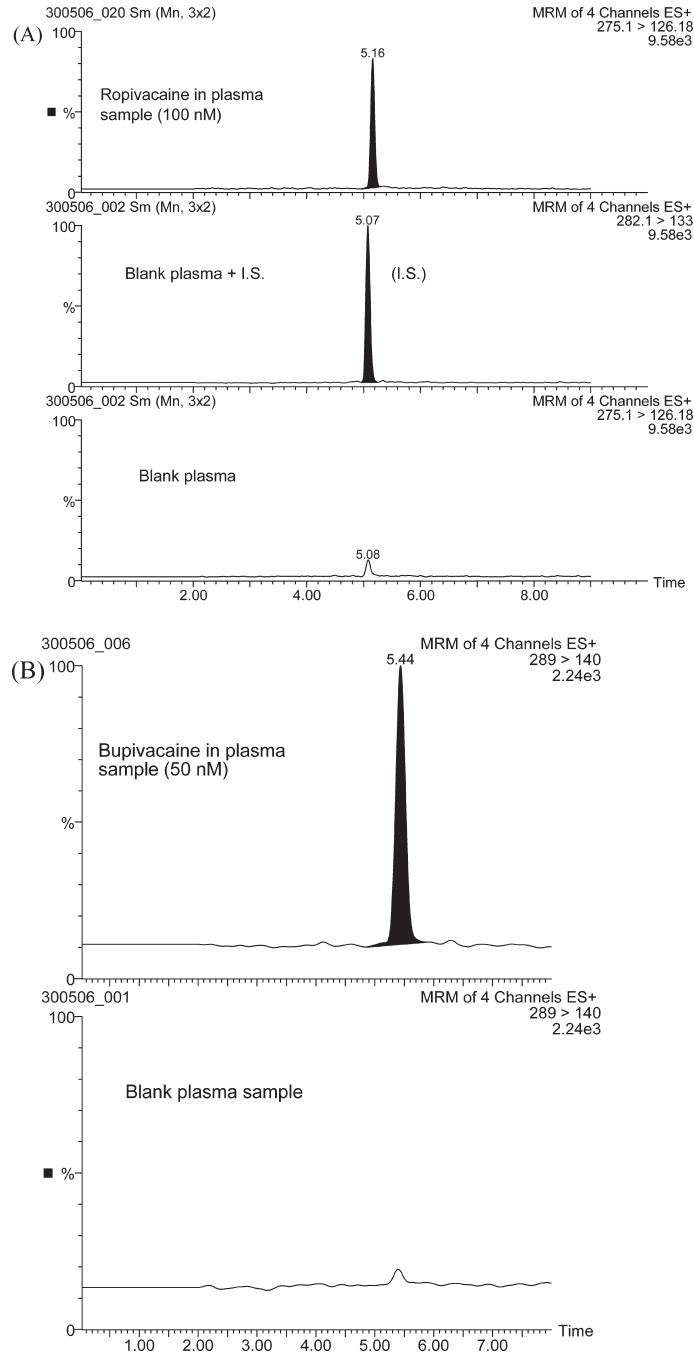 300506_020 Sm (Mn, 3x2) MRM of 4 Channels ES+
(A) 275.1 > 126.18
9.58e3
100
5.16
Ropivacaine in plasma
sample (100 nM)
%
0
300506_002 Sm (Mn, 3x2) MRM of 4 Channels ES+
282.1 > 133
9.58e3
100
5.07
Blank plasma + I.S. (I.S.)
%
0
300506_002 Sm (Mn, 3x2) MRM of 4 Channels ES+
275.1 > 126.18
9.58e3
100
Blank plasma
%
5.08
0
Time
2.00 4.00 6.00 8.00
300506_006 MRM of 4 Channels ES+
(B) 289 > 140
2.24e3
100
5.44
Bupivacaine in plasma
sample (50 nM)
%
0
300506_001 MRM of 4 Channels ES+
289 > 140
2.24e3
100
Blank plasma sample
%
0
Time
1.00 2.00 3.00 4.00 5.00 6.00 7.00